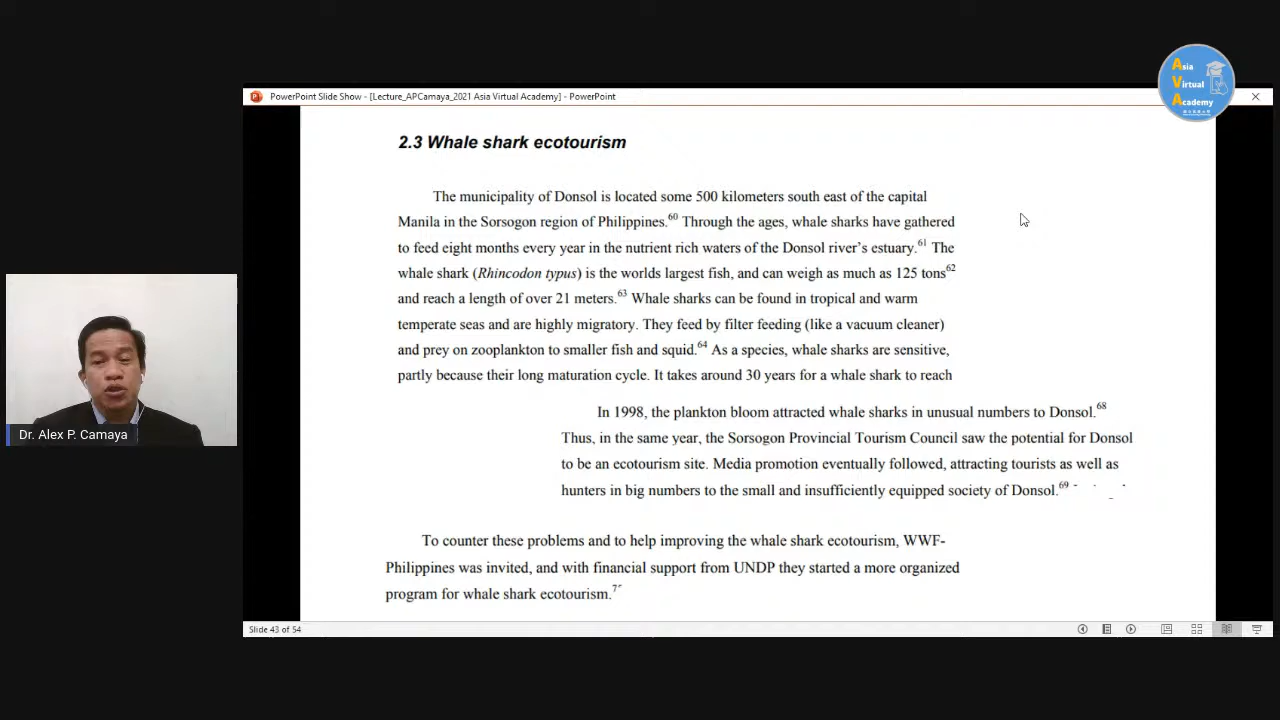 Asia
Virtual
Academy
PowerPoint Slide Show - [Lecture_APCamaya_2021 Asia Virtual Academy] - PowerPoint
2.3 Whale shark ecotourism
The municipality of Donsol is located some 500 kilometers south east of the capital
Manila in the Sorsogon region of Philippines.60 Through the ages, whale sharks have gathered
to feed eight months every year in the nutrient rich waters of the Donsol river's estuary.61 The
whale shark (Rhincodon typus) is the worlds largest fish, and can weigh as much as 125 tons62
and reach a length of over 21 meters.63 Whale sharks can be found in tropical and warm
temperate seas and are highly migratory. They feed by filter feeding (like a vacuum cleaner)
and prey on zooplankton to smaller fish and squid.64 As a species, whale sharks are sensitive,
partly because their long maturation cycle. It takes around 30 years for a whale shark to reach
In 1998, the plankton bloom attracted whale sharks in unusual numbers to Donsol.68
Thus, in the same year, the Sorsogon Provincial Tourism Council saw the potential for Donsol
to be an ecotourism site. Media promotion eventually followed, attracting tourists as well as
hunters in big numbers to the small and insufficiently equipped society of Donsol.69
To counter these problems and to help improving the whale shark ecotourism, WWF-
Philippines was invited, and with financial support from UNDP they started a more organized
program for whale shark ecotourism.
Dr. Alex P. Camaya
Slide 43 of 54